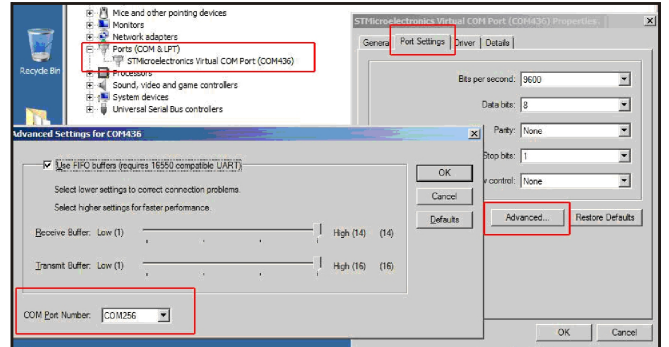 Mice and other pointing devices
Monitors
Network adapters
Ports (COM & LPT)
STMicroelectronics Virtual COM Port (COM436)
Processors
Sound, video and game controllers
System devices
Universal Serial Bus controllers
Recycle Bin
STMicroelectronics Virtual COM Port (COM436) Properties
General Port Settings Driver Details
Bits per second: 9600
Data bits: 8
Parity: None
Stop bits: 1
control: None
Advanced... Restore Defaults
OK Cancel
Advanced Settings for COM436
Use FIFO buffers (requires 16550 compatible UART)
Select lower settings to correct connection problems.
Select higher settings for faster performance.
Receive Buffer: Low (1) High (14) (14)
Transmit Buffer: Low (1) High (16) (16)
COM Port Number: COM256
OK
Cancel
Defaults